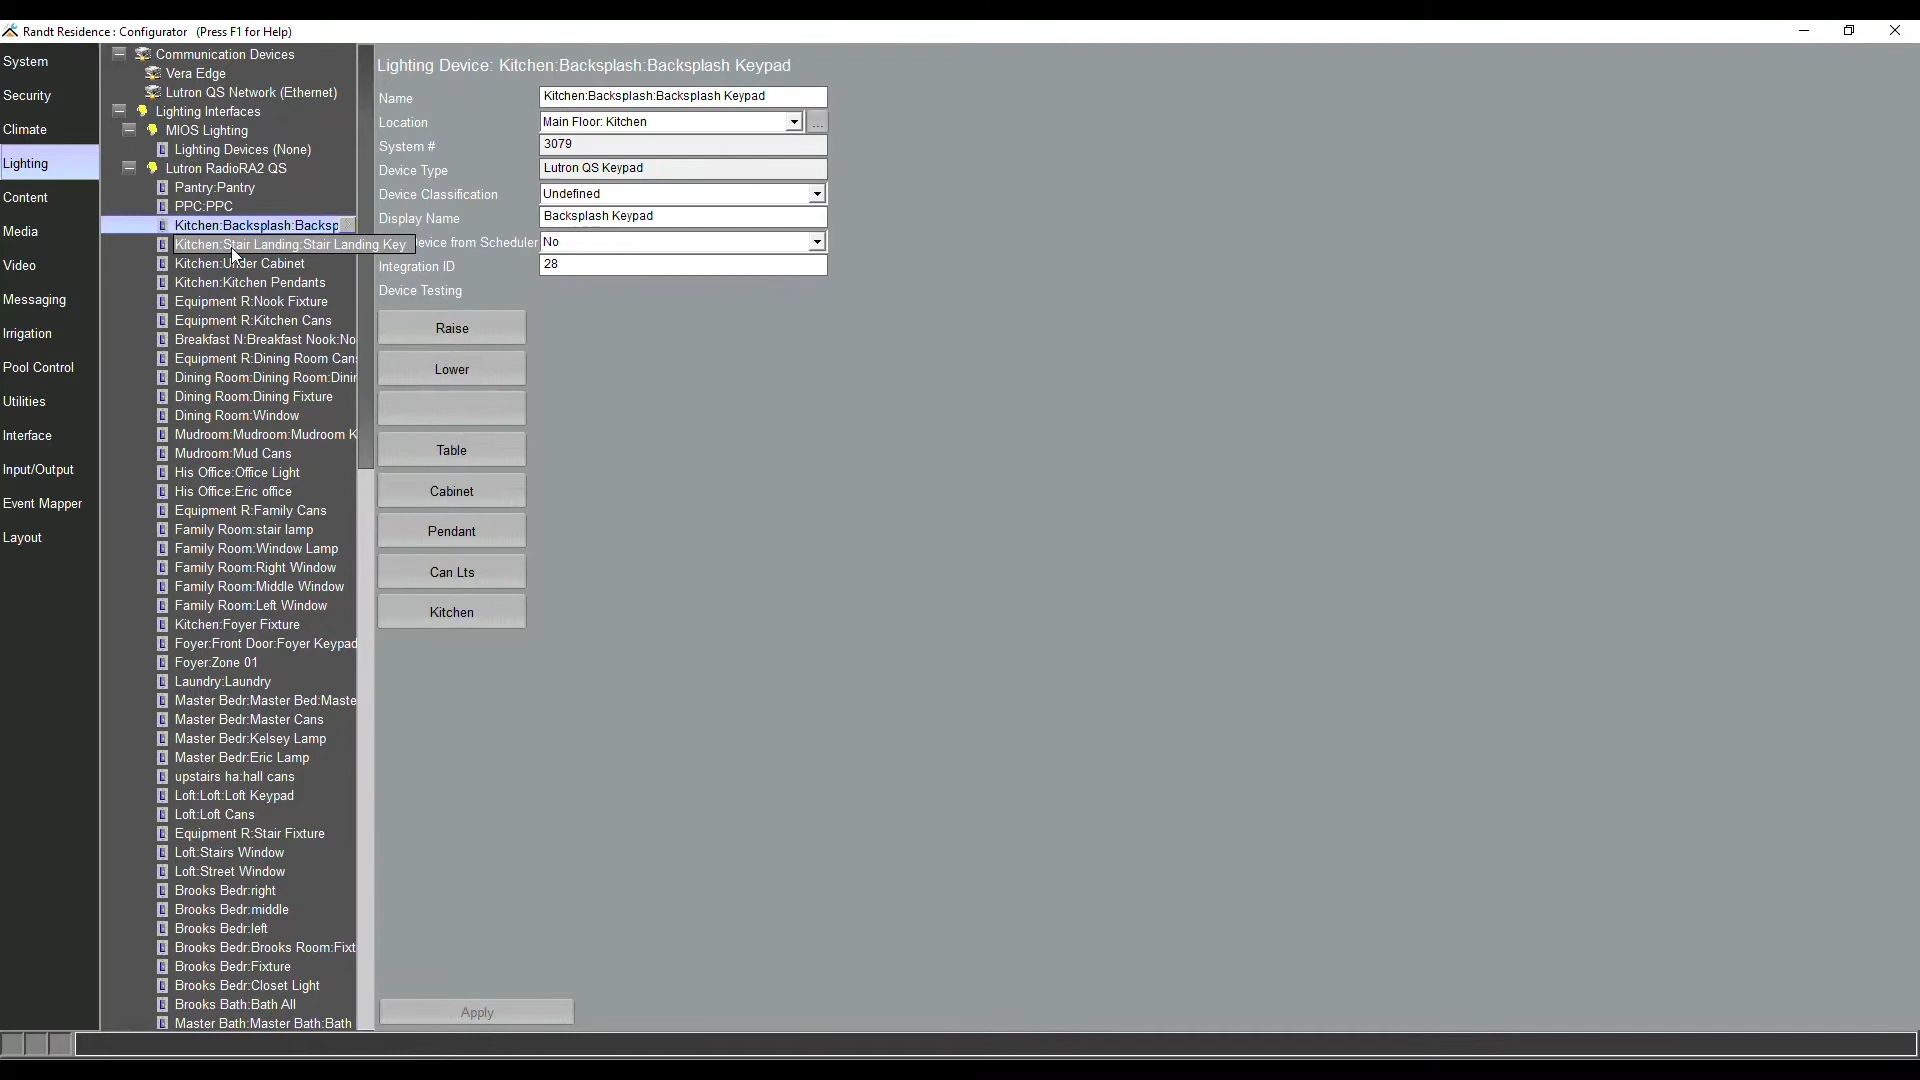 Randt Residence : Configurator (Press F1 for Help)
System
Security
Climate
Lighting
Content
Media
Video
Messaging
Irrigation
Pool Control
Utilities
Interface
Input/Output
Event Mapper
Layout
Communication Devices
Vera Edge
Lutron QS Network (Ethernet)
Lighting Interfaces
MIOS Lighting
Lighting Devices (None)
Lutron RadioRA2 QS
Pantry:Pantry
PPC:PPC
Kitchen:Backsplash:Backsp
Kitchen:Stair Landing:Stair Landing Key
Kitchen:Under Cabinet
Kitchen:Kitchen Pendants
Equipment R:Nook Fixture
Equipment R:Kitchen Cans
Breakfast N:Breakfast Nook:No
Equipment R:Dining Room Cans
Dining Room:Dining Room:Dinin
Dining Room:Dining Fixture
Dining Room:Window
Mudroom:Mudroom:Mudroom K
Mudroom:Mud Cans
His Office:Office Light
His Office:Eric office
Equipment R:Family Cans
Family Room:stair lamp
Family Room:Window Lamp
Family Room:Right Window
Family Room:Middle Window
Family Room:Left Window
Kitchen:Foyer Fixture
Foyer:Front Door:Foyer Keypad
Foyer:Zone 01
Laundry:Laundry
Master Bedr:Master Bed:Maste
Master Bedr:Master Cans
Master Bedr:Kelsey Lamp
Master Bedr:Eric Lamp
upstairs ha:hall cans
Loft:Loft:Loft Keypad
Loft:Loft Cans
Equipment R:Stair Fixture
Loft:Stairs Window
Loft:Street Window
Brooks Bedr:right
Brooks Bedr:middle
Brooks Bedr:left
Brooks Bedr:Brooks Room:Fixt
Brooks Bedr:Fixture
Brooks Bedr:Closet Light
Brooks Bath:Bath All
Master Bath:Master Bath:Bath
Lighting Device: Kitchen:Backsplash:Backsplash Keypad
Name Kitchen:Backsplash:Backsplash Keypad
Location Main Floor: Kitchen ...
System # 3079
Device Type Lutron QS Keypad
Device Classification Undefined
Display Name Backsplash Keypad
evice from Scheduler No
Integration ID 28
Device Testing
Raise
Lower
Table
Cabinet
Pendant
Can Lts
Kitchen
Apply